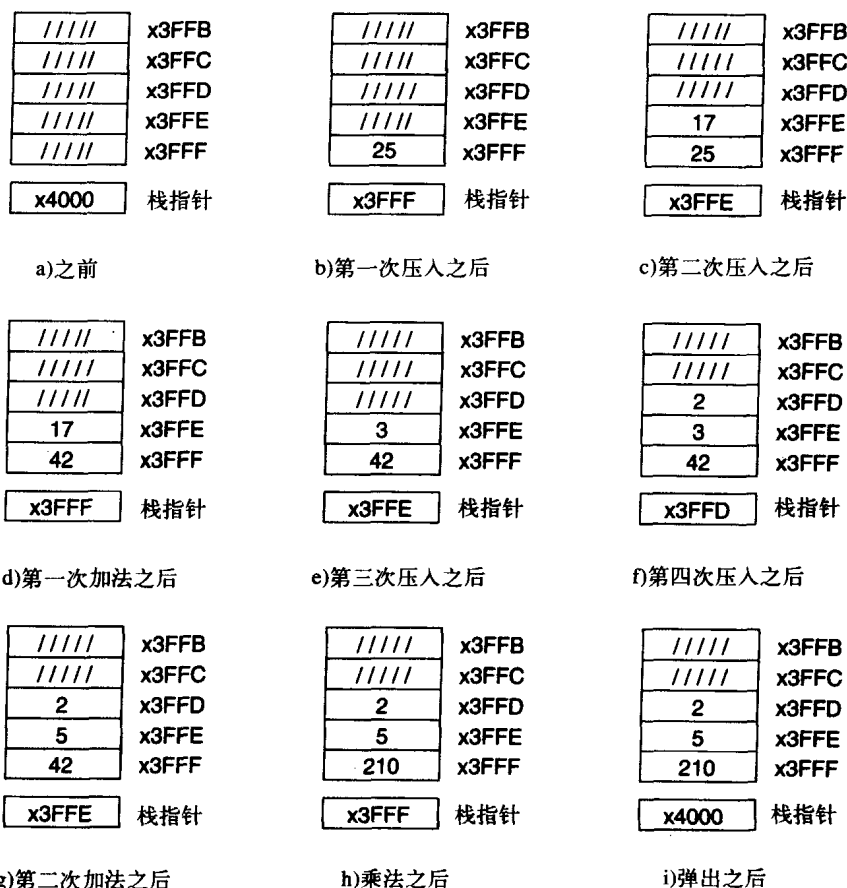 ///// x3FFB ///// x3FFB ///// x3FFB
///// x3FFC ///// x3FFC ///// x3FFC
///// x3FFD ///// x3FFD ///// x3FFD
///// x3FFE ///// x3FFE 17 x3FFE
///// x3FFF 25 x3FFF 25 x3FFF
x4000 栈指针 x3FFF 栈指针 x3FFE 栈指针
a)之前 b)第一次压入之后 c)第二次压入之后
///// x3FFB ///// x3FFB ///// x3FFB
///// x3FFC ///// x3FFC ///// x3FFC
///// x3FFD ///// x3FFD 2 x3FFD
17 x3FFE 3 x3FFE 3 x3FFE
42 x3FFF 42 x3FFF 42 x3FFF
x3FFF 栈指针 x3FFE 栈指针 x3FFD 栈指针
d)第一次加法之后 e)第三次压入之后 f)第四次压入之后
///// x3FFB ///// x3FFB ///// x3FFB
///// x3FFC ///// x3FFC ///// x3FFC
2 x3FFD 2 x3FFD 2 x3FFD
5 x3FFE 5 x3FFE 5 x3FFE
42 x3FFF 210 x3FFF 210 x3FFF
x3FFE 栈指针 x3FFF 栈指针 x4000 栈指针
g)第二次加法之后 h)乘法之后 i)弹出之后